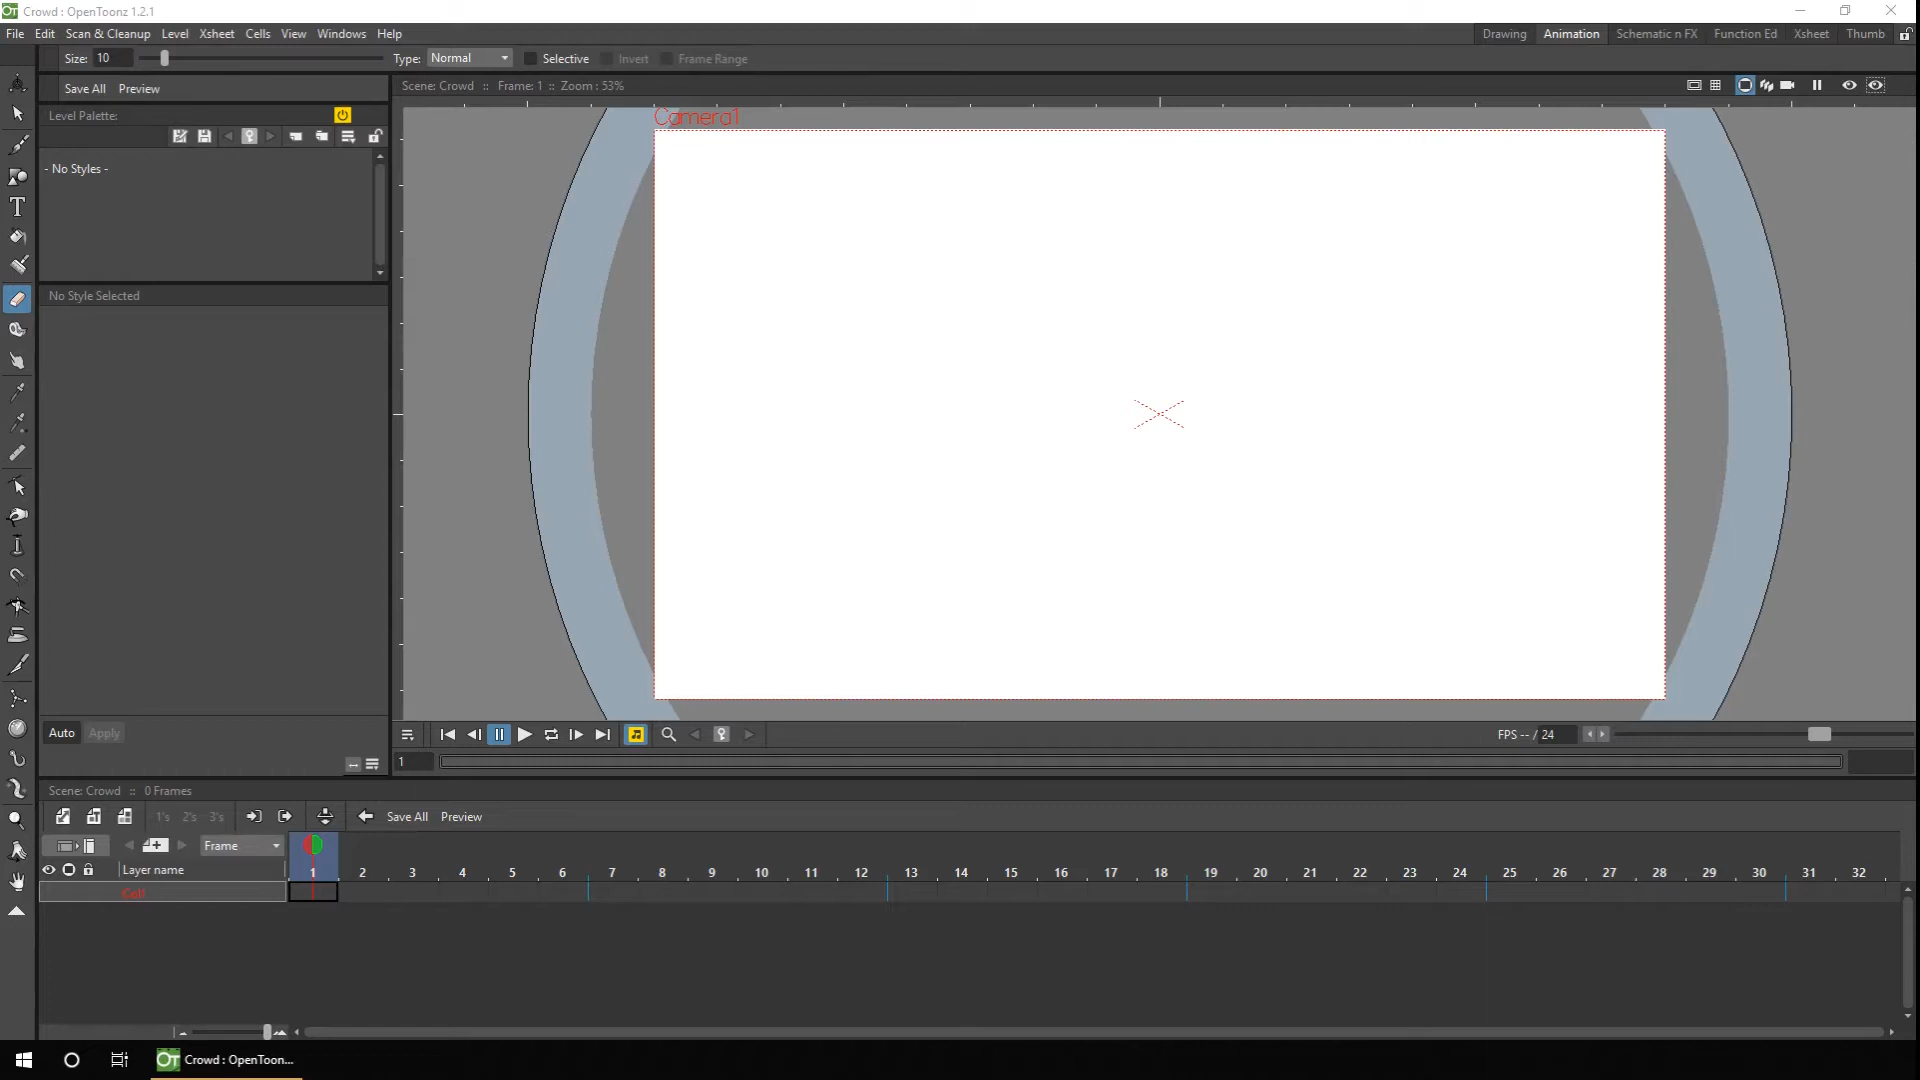 Crowd : OpenToonz 1.2.1
File Edit Scan & Cleanup Level Xsheet Cells View Windows Help
Drawing Animation Schematic n FX Function Ed Xsheet Thumb
Size: 10 Type: Normal Selective Invert Frame Range
Save All Preview
Scene: Crowd :: Frame: 1 :: Zoom : 53%
Level Palette:
Camera1
- No Styles -
No Style Selected
Auto Apply
FPS -- / 24
1
Scene: Crowd :: 0 Frames
1's 2's 3's Save All Preview
Frame
Layer name 1 2 3 4 5 6 7 8 9 10 11 12 13 14 15 16 17 18 19 20 21 22 23 24 25 26 27 28 29 30 31 32
Col1
Crowd : OpenToon...